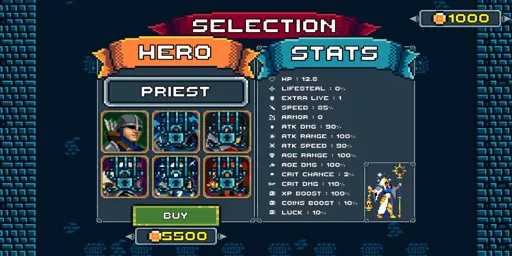 SELECTION
1000
HERO
STATS
PRIEST
HP : 12.0
LIFESTEAL : 0%
EXTRA LIVE : 1
SPEED : 85%
ARMOR : 0
ATK DMG : 90%
ATK RANGE : 100%
ATK SPEED : 90%
AOE RANGE : 100%
AOE DMG : 100%
CRIT CHANCE : 2%
CRIT DMG : 110%
XP BOOST : 100%
COINS BOOST : 10%
LUCK : 10%
BUY
5500